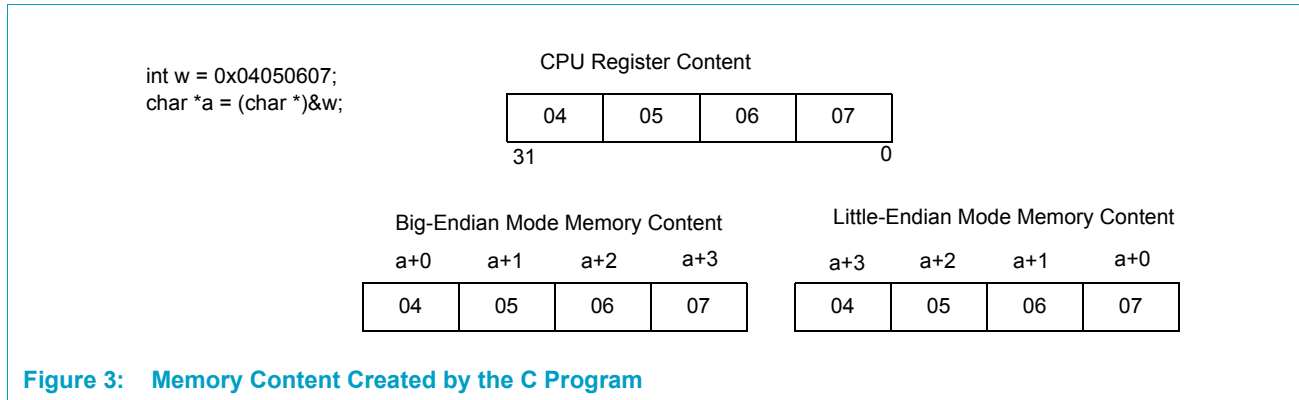 int w = 0x04050607;
char *a = (char *)&w;
CPU Register Content
04 05 06 07
31 0
Big-Endian Mode Memory Content
a+0 a+1 a+2 a+3
04 05 06 07
Little-Endian Mode Memory Content
a+3 a+2 a+1 a+0
04 05 06 07
Figure 3: Memory Content Created by the C Program